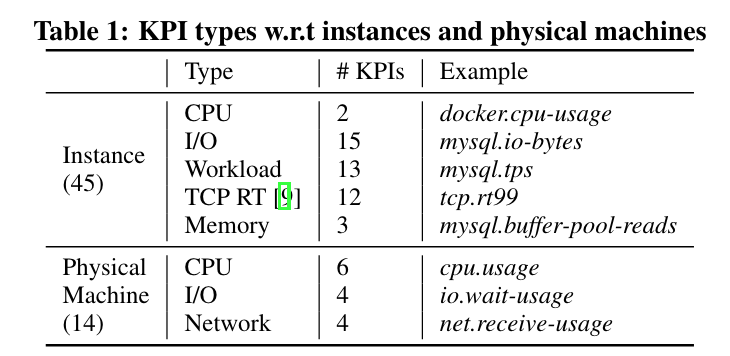 Table 1: KPI types w.r.t instances and physical machines
Type # KPIs Example
Instance (45)
CPU 2 docker.cpu-usage
I/O 15 mysql.io-bytes
Workload 13 mysql.tps
TCP RT [9] 12 tcp.rt99
Memory 3 mysql.buffer-pool-reads
Physical Machine (14)
CPU 6 cpu.usage
I/O 4 io.wait-usage
Network 4 net.receive-usage